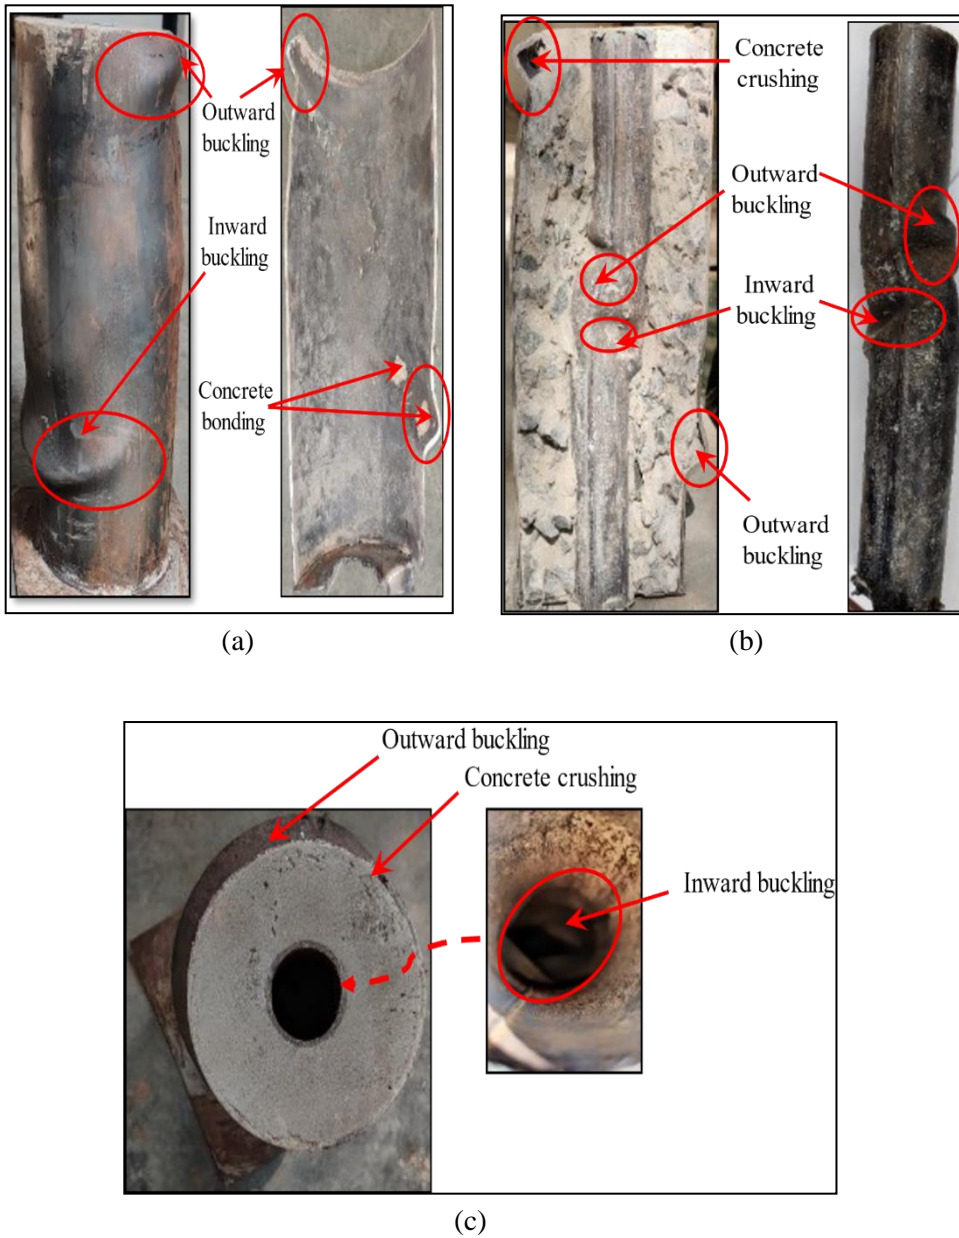 Outward
buckling
Inward
buckling
Concrete
bonding
(a)
Concrete
crushing
Outward
buckling
Inward
buckling
Outward
buckling
(b)
Outward buckling
Concrete crushing
Inward buckling
(c)